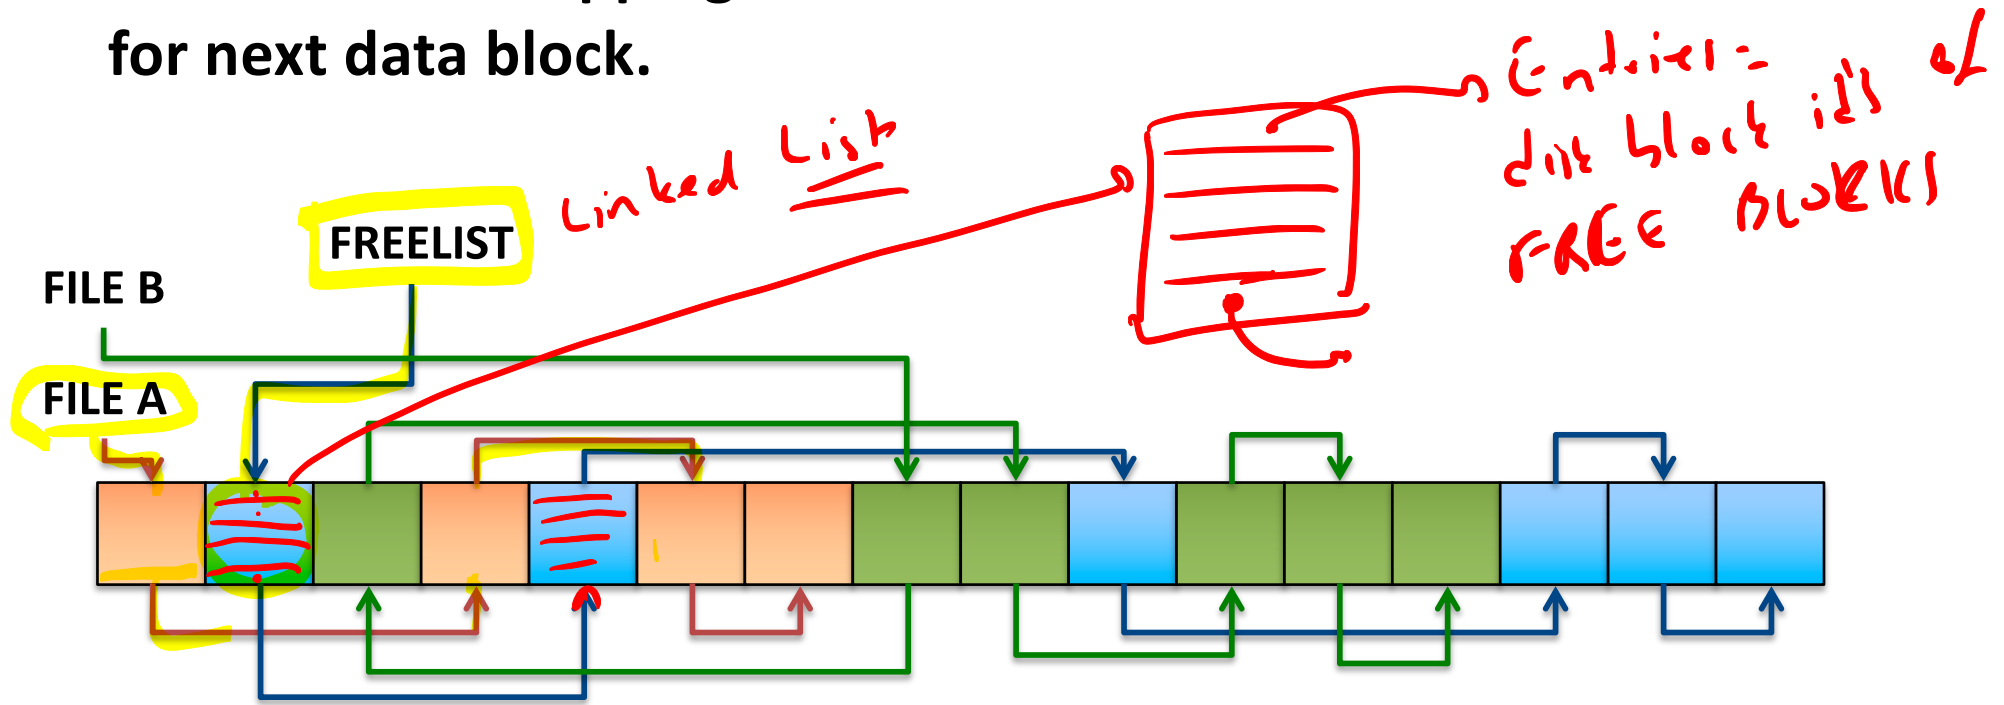 for next data block.
Linked List
Entries=
disk block id's of
FREE BLOCKS
FREELIST
FILE B
FILE A